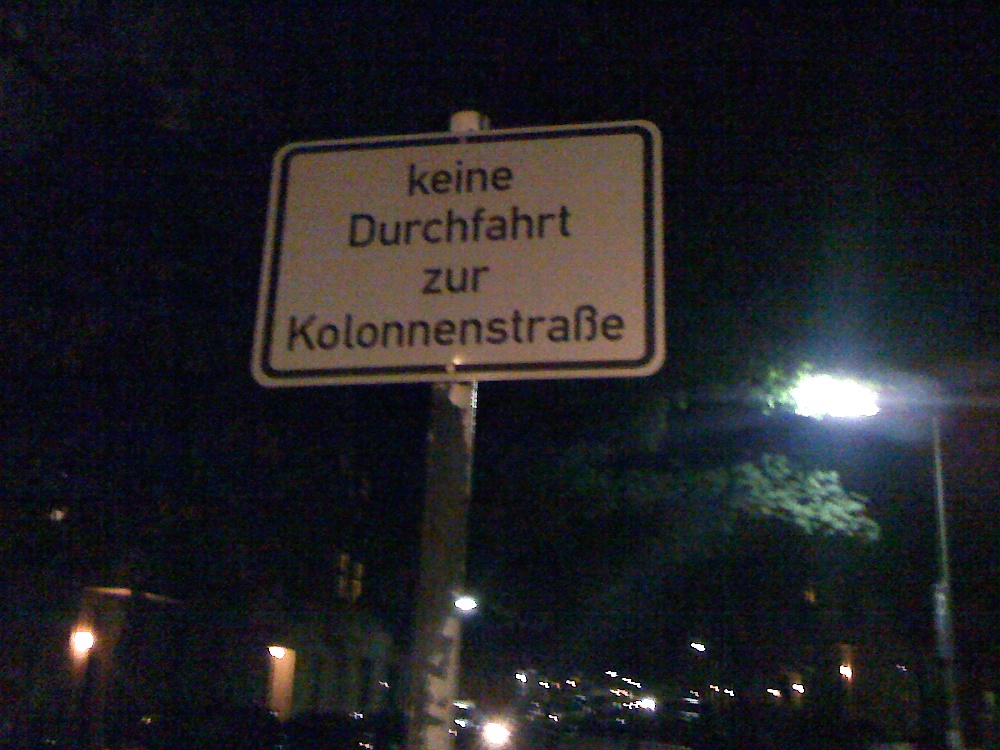 keine
Durchfahrt
zur
Kolonnenstraße